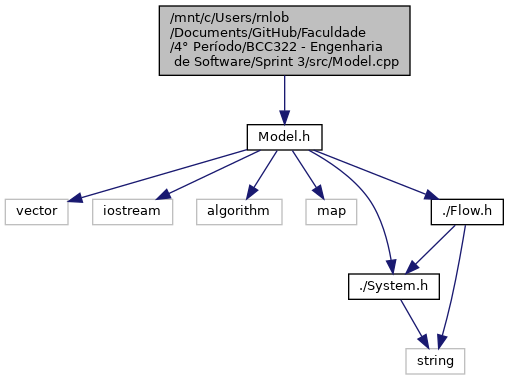 /mnt/c/Users/rnlob
/Documents/GitHub/Faculdade
/4° Período/BCC322 - Engenharia
de Software/Sprint 3/src/Model.cpp
Model.h
vector
iostream
algorithm
map
./Flow.h
./System.h
string